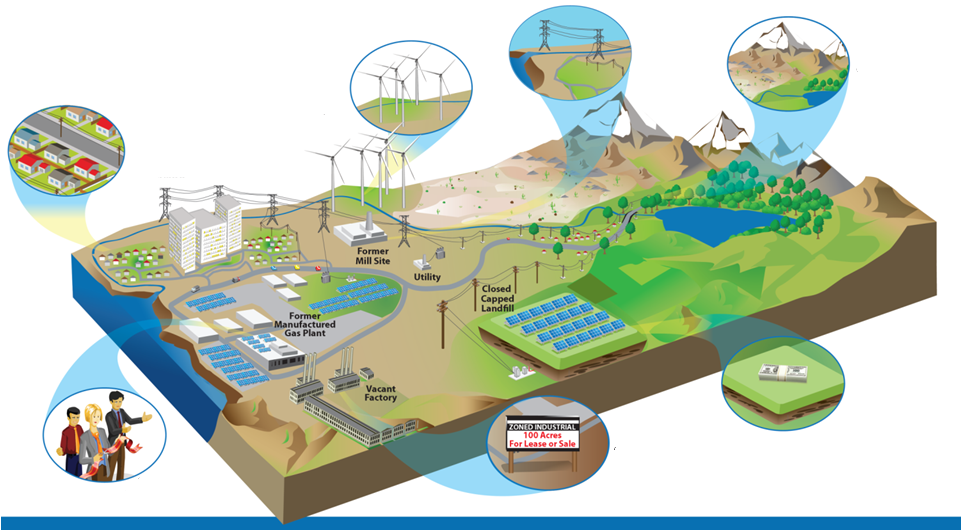 Former
Mill Site
Utility
Closed
Capped
Landfill
Former
Manufactured
Gas Plant
Vacant
Factory
ZONED INDUSTRIAL
100 Acres
For Lease or Sale